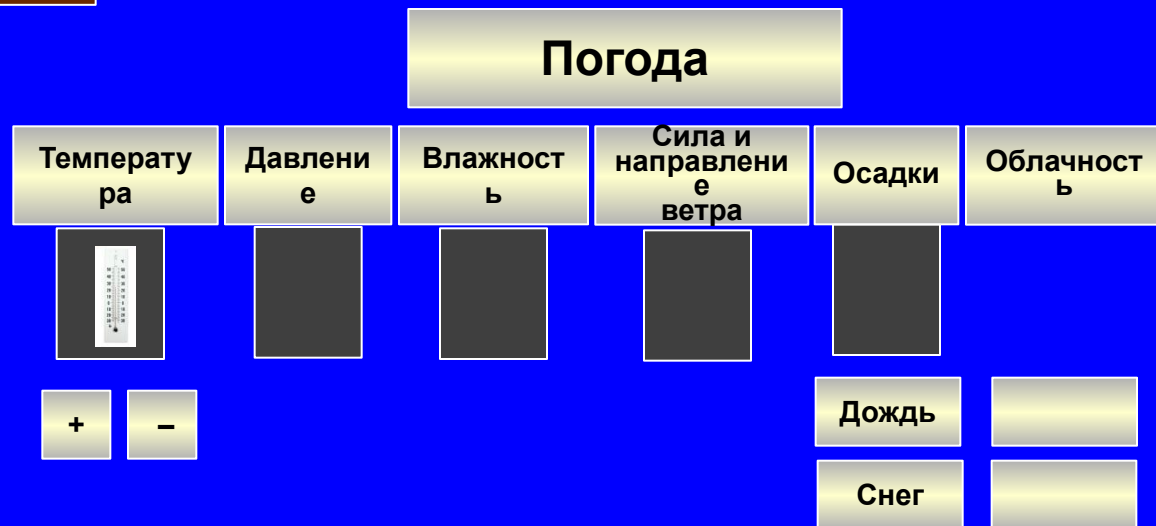 Погода
Температу
ра
Давлени
е
Влажност
ь
Сила и
направлени
е
ветра
Осадки
Облачност
ь
+
–
Дождь
Снег